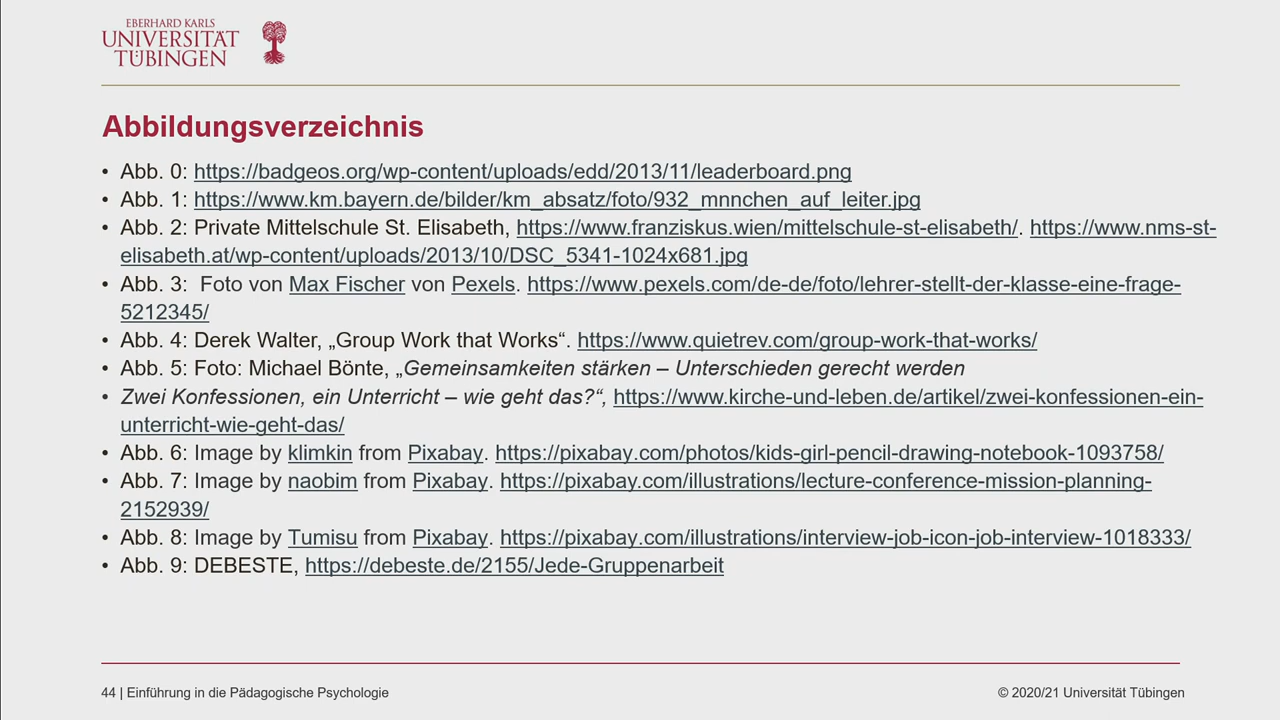 EBERHARD KARLS
UNIVERSITÄT
TÜBINGEN
Abbildungsverzeichnis
• Abb. 0: https://badgeos.org/wp-content/uploads/edd/2013/11/leaderboard.png
• Abb. 1: https://www.km.bayern.de/bilder/km_absatz/foto/932_mnnchen_auf_leiter.jpg
• Abb. 2: Private Mittelschule St. Elisabeth, https://www.franziskus.wien/mittelschule-st-elisabeth/. https://www.nms-st-
elisabeth.at/wp-content/uploads/2013/10/DSC_5341-1024x681.jpg
• Abb. 3:  Foto von Max Fischer von Pexels. https://www.pexels.com/de-de/foto/lehrer-stellt-der-klasse-eine-frage-
5212345/
• Abb. 4: Derek Walter, „Group Work that Works“. https://www.quietrev.com/group-work-that-works/
• Abb. 5: Foto: Michael Bönte, „Gemeinsamkeiten stärken – Unterschieden gerecht werden
• Zwei Konfessionen, ein Unterricht – wie geht das?“, https://www.kirche-und-leben.de/artikel/zwei-konfessionen-ein-
unterricht-wie-geht-das/
• Abb. 6: Image by klimkin from Pixabay. https://pixabay.com/photos/kids-girl-pencil-drawing-notebook-1093758/
• Abb. 7: Image by naobim from Pixabay. https://pixabay.com/illustrations/lecture-conference-mission-planning-
2152939/
• Abb. 8: Image by Tumisu from Pixabay. https://pixabay.com/illustrations/interview-job-icon-job-interview-1018333/
• Abb. 9: DEBESTE, https://debeste.de/2155/Jede-Gruppenarbeit
44 | Einführung in die Pädagogische Psychologie
© 2020/21 Universität Tübingen